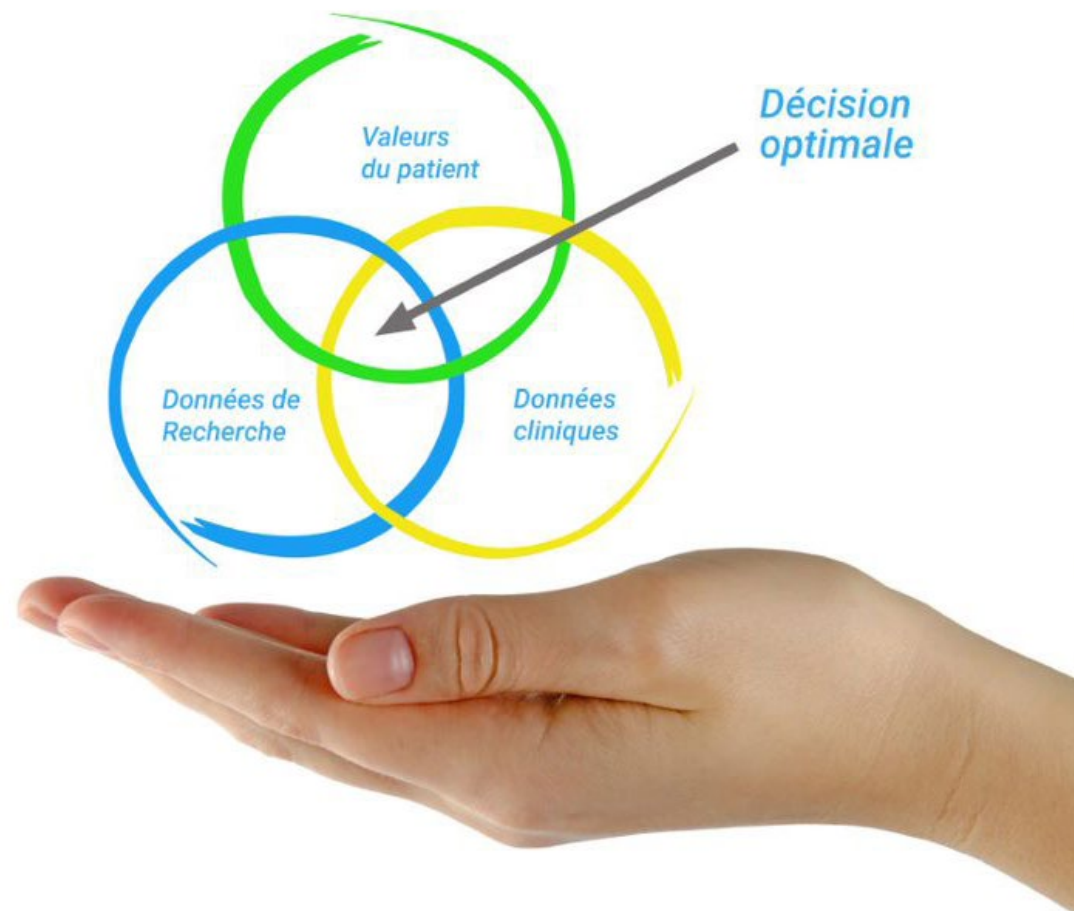 Valeurs
du patient
Décision
optimale
Données de
Recherche
Données
cliniques